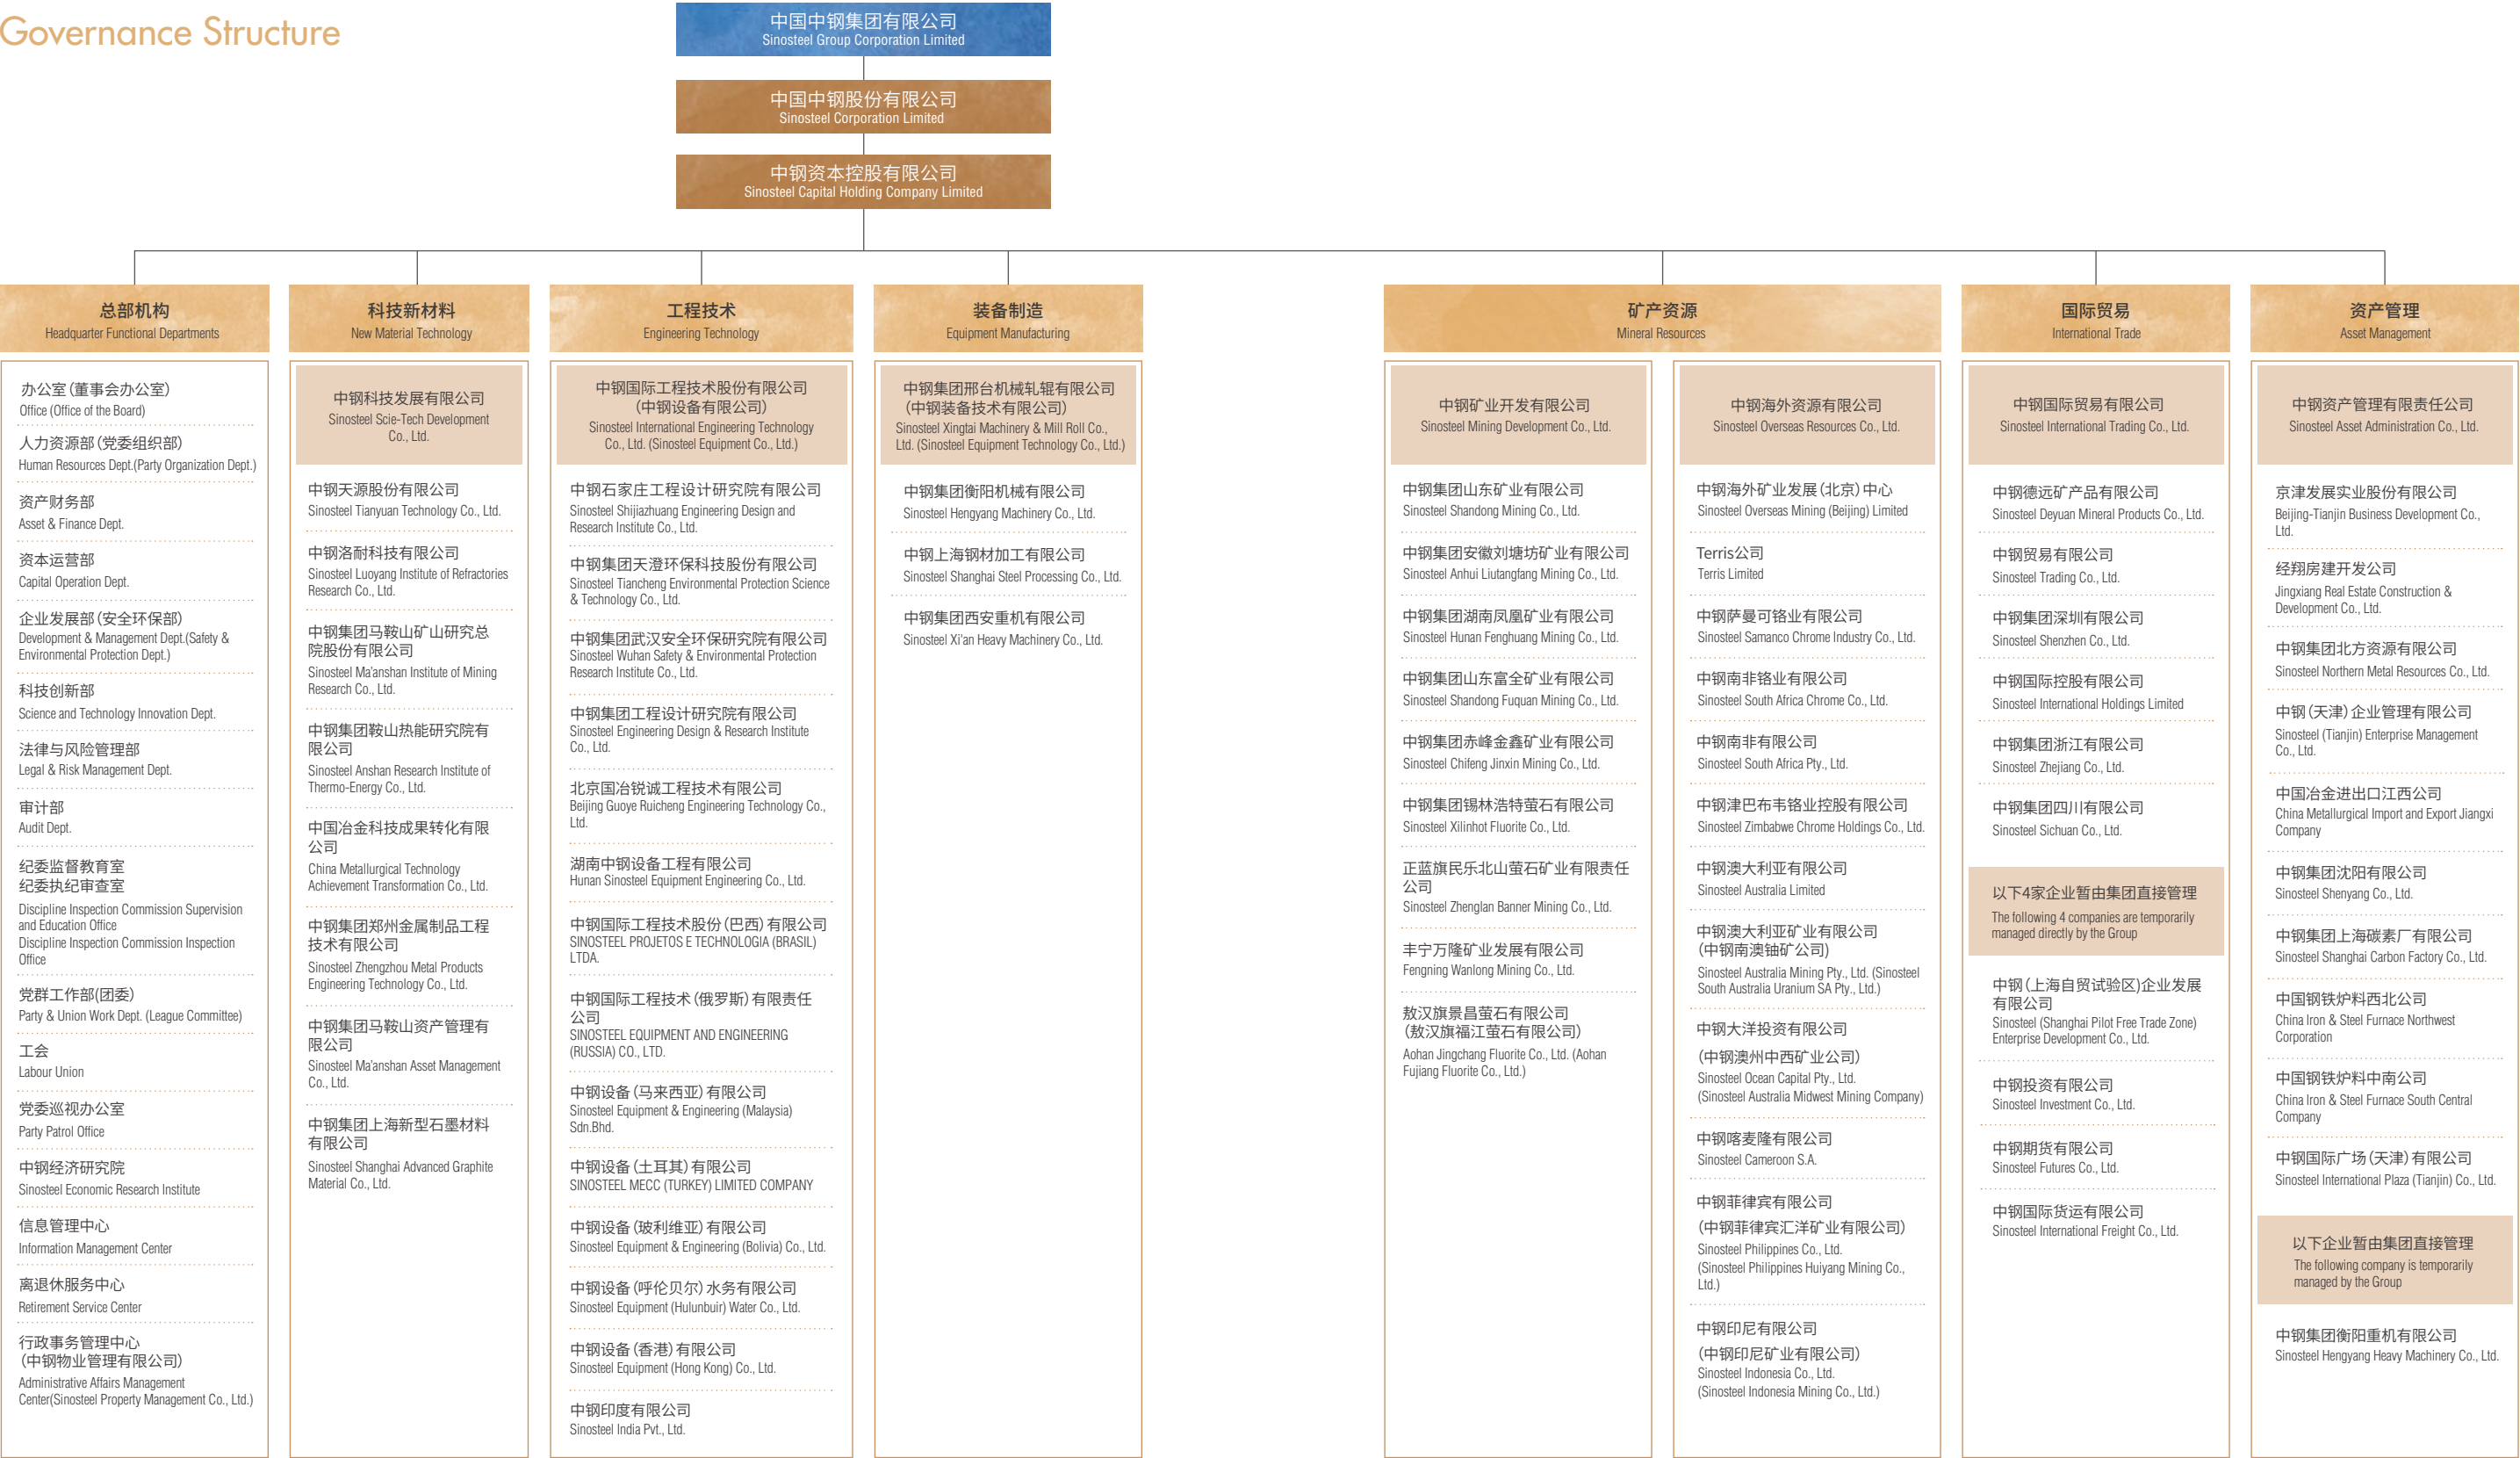 Governance Structure
中国中钢集团有限公司
Sinosteel Group Corporation Limited
中国中钢股份有限公司
Sinosteel Corporation Limited
中钢资本控股有限公司
Sinosteel Capital Holding Company Limited
总部机构
Headquarter Functional Departments
办公室（董事会办公室）
Office (Office of the Board)
人力资源部（党委组织部）
Human Resources Dept.(Party Organization Dept.)
资产财务部
Asset & Finance Dept.
资本运营部
Capital Operation Dept.
企业发展部（安全环保部）
Development & Management Dept.(Safety &
Environmental Protection Dept.)
科技创新部
Science and Technology Innovation Dept.
法律与风险管理部
Legal & Risk Management Dept.
审计部
Audit Dept.
纪委监督教育室
纪委执纪审查室
Discipline Inspection Commission Supervision
and Education Office
Discipline Inspection Commission Inspection
Office
党群工作部(团委)
Party & Union Work Dept. (League Committee)
工会
Labour Union
党委巡视办公室
Party Patrol Office
中钢经济研究院
Sinosteel Economic Research Institute
信息管理中心
Information Management Center
离退休服务中心
Retirement Service Center
行政事务管理中心
（中钢物业管理有限公司）
Administrative Affairs Management
Center(Sinosteel Property Management Co., Ltd.)
科技新材料
New Material Technology
中钢科技发展有限公司
Sinosteel Scie-Tech Development
Co., Ltd.
中钢天源股份有限公司
Sinosteel Tianyuan Technology Co., Ltd.
中钢洛耐科技有限公司
Sinosteel Luoyang Institute of Refractories
Research Co., Ltd.
中钢集团马鞍山矿山研究总
院股份有限公司
Sinosteel Ma'anshan Institute of Mining
Research Co., Ltd.
中钢集团鞍山热能研究院有
限公司
Sinosteel Anshan Research Institute of
Thermo-Energy Co., Ltd.
中国冶金科技成果转化有限
公司
China Metallurgical Technology
Achievement Transformation Co., Ltd.
中钢集团郑州金属制品工程
技术有限公司
Sinosteel Zhengzhou Metal Products
Engineering Technology Co., Ltd.
中钢集团马鞍山资产管理有
限公司
Sinosteel Ma'anshan Asset Management
Co., Ltd.
中钢集团上海新型石墨材料
有限公司
Sinosteel Shanghai Advanced Graphite
Material Co., Ltd.
工程技术
Engineering Technology
中钢国际工程技术股份有限公司
（中钢设备有限公司）
Sinosteel International Engineering Technology
Co., Ltd. (Sinosteel Equipment Co., Ltd.)
中钢石家庄工程设计研究院有限公司
Sinosteel Shijiazhuang Engineering Design and
Research Institute Co., Ltd.
中钢集团天澄环保科技股份有限公司
Sinosteel Tiancheng Environmental Protection Science
& Technology Co., Ltd.
中钢集团武汉安全环保研究院有限公司
Sinosteel Wuhan Safety & Environmental Protection
Research Institute Co., Ltd.
中钢集团工程设计研究院有限公司
Sinosteel Engineering Design & Research Institute
Co., Ltd.
北京国冶锐诚工程技术有限公司
Beijing Guoye Ruicheng Engineering Technology Co.,
Ltd.
湖南中钢设备工程有限公司
Hunan Sinosteel Equipment Engineering Co., Ltd.
中钢国际工程技术股份（巴西）有限公司
SINOSTEEL PROJETOS E TECHNOLOGIA (BRASIL)
LTDA.
中钢国际工程技术（俄罗斯）有限责任
公司
SINOSTEEL EQUIPMENT AND ENGINEERING
(RUSSIA) CO., LTD.
中钢设备（马来西亚）有限公司
Sinosteel Equipment & Engineering (Malaysia)
Sdn.Bhd.
中钢设备（土耳其）有限公司
SINOSTEEL MECC (TURKEY) LIMITED COMPANY
中钢设备（玻利维亚）有限公司
Sinosteel Equipment & Engineering (Bolivia) Co., Ltd.
中钢设备（呼伦贝尔）水务有限公司
Sinosteel Equipment (Hulunbuir) Water Co., Ltd.
中钢设备（香港）有限公司
Sinosteel Equipment (Hong Kong) Co., Ltd.
中钢印度有限公司
Sinosteel India Pvt., Ltd.
装备制造
Equipment Manufacturing
中钢集团邢台机械轧辊有限公司
（中钢装备技术有限公司）
Sinosteel Xingtai Machinery & Mill Roll Co.,
Ltd. (Sinosteel Equipment Technology Co., Ltd.)
中钢集团衡阳机械有限公司
Sinosteel Hengyang Machinery Co., Ltd.
中钢上海钢材加工有限公司
Sinosteel Shanghai Steel Processing Co., Ltd.
中钢集团西安重机有限公司
Sinosteel Xi'an Heavy Machinery Co., Ltd.
矿产资源
Mineral Resources
中钢矿业开发有限公司
Sinosteel Mining Development Co., Ltd.
中钢集团山东矿业有限公司
Sinosteel Shandong Mining Co., Ltd.
中钢集团安徽刘塘坊矿业有限公司
Sinosteel Anhui Liutangfang Mining Co., Ltd.
中钢集团湖南凤凰矿业有限公司
Sinosteel Hunan Fenghuang Mining Co., Ltd.
中钢集团山东富全矿业有限公司
Sinosteel Shandong Fuquan Mining Co., Ltd.
中钢集团赤峰金鑫矿业有限公司
Sinosteel Chifeng Jinxin Mining Co., Ltd.
中钢集团锡林浩特萤石有限公司
Sinosteel Xilinhot Fluorite Co., Ltd.
正蓝旗民乐北山萤石矿业有限责任
公司
Sinosteel Zhenglan Banner Mining Co., Ltd.
丰宁万隆矿业发展有限公司
Fengning Wanlong Mining Co., Ltd.
敖汉旗景昌萤石有限公司
（敖汉旗福江萤石有限公司）
Aohan Jingchang Fluorite Co., Ltd. (Aohan
Fujiang Fluorite Co., Ltd.)
中钢海外资源有限公司
Sinosteel Overseas Resources Co., Ltd.
中钢海外矿业发展（北京）中心
Sinosteel Overseas Mining (Beijing) Limited
Terris公司
Terris Limited
中钢萨曼可铬业有限公司
Sinosteel Samanco Chrome Industry Co., Ltd.
中钢南非铬业有限公司
Sinosteel South Africa Chrome Co., Ltd.
中钢南非有限公司
Sinosteel South Africa Pty., Ltd.
中钢津巴布韦铬业控股有限公司
Sinosteel Zimbabwe Chrome Holdings Co., Ltd.
中钢澳大利亚有限公司
Sinosteel Australia Limited
中钢澳大利亚矿业有限公司
（中钢南澳铀矿公司)
Sinosteel Australia Mining Pty., Ltd. (Sinosteel
South Australia Uranium SA Pty., Ltd.)
中钢大洋投资有限公司
（中钢澳州中西矿业公司）
Sinosteel Ocean Capital Pty., Ltd.
(Sinosteel Australia Midwest Mining Company)
中钢喀麦隆有限公司
Sinosteel Cameroon S.A.
中钢菲律宾有限公司
（中钢菲律宾汇洋矿业有限公司）
Sinosteel Philippines Co., Ltd.
(Sinosteel Philippines Huiyang Mining Co.,
Ltd.)
中钢印尼有限公司
（中钢印尼矿业有限公司）
Sinosteel Indonesia Co., Ltd.
(Sinosteel Indonesia Mining Co., Ltd.)
国际贸易
International Trade
中钢国际贸易有限公司
Sinosteel International Trading Co., Ltd.
中钢德远矿产品有限公司
Sinosteel Deyuan Mineral Products Co., Ltd.
中钢贸易有限公司
Sinosteel Trading Co., Ltd.
中钢集团深圳有限公司
Sinosteel Shenzhen Co., Ltd.
中钢国际控股有限公司
Sinosteel International Holdings Limited
中钢集团浙江有限公司
Sinosteel Zhejiang Co., Ltd.
中钢集团四川有限公司
Sinosteel Sichuan Co., Ltd.
以下4家企业暂由集团直接管理
The following 4 companies are temporarily
managed directly by the Group
中钢（上海自贸试验区)企业发展
有限公司
Sinosteel (Shanghai Pilot Free Trade Zone)
Enterprise Development Co., Ltd.
中钢投资有限公司
Sinosteel Investment Co., Ltd.
中钢期货有限公司
Sinosteel Futures Co., Ltd.
中钢国际货运有限公司
Sinosteel International Freight Co., Ltd.
资产管理
Asset Management
中钢资产管理有限责任公司
Sinosteel Asset Administration Co., Ltd.
京津发展实业股份有限公司
Beijing-Tianjin Business Development Co.,
Ltd.
经翔房建开发公司
Jingxiang Real Estate Construction &
Development Co., Ltd.
中钢集团北方资源有限公司
Sinosteel Northern Metal Resources Co., Ltd.
中钢（天津）企业管理有限公司
Sinosteel (Tianjin) Enterprise Management
Co., Ltd.
中国冶金进出口江西公司
China Metallurgical Import and Export Jiangxi
Company
中钢集团沈阳有限公司
Sinosteel Shenyang Co., Ltd.
中钢集团上海碳素厂有限公司
Sinosteel Shanghai Carbon Factory Co., Ltd.
中国钢铁炉料西北公司
China Iron & Steel Furnace Northwest
Corporation
中国钢铁炉料中南公司
China Iron & Steel Furnace South Central
Company
中钢国际广场（天津）有限公司
Sinosteel International Plaza (Tianjin) Co., Ltd.
以下企业暂由集团直接管理
The following company is temporarily
managed by the Group
中钢集团衡阳重机有限公司
Sinosteel Hengyang Heavy Machinery Co., Ltd.